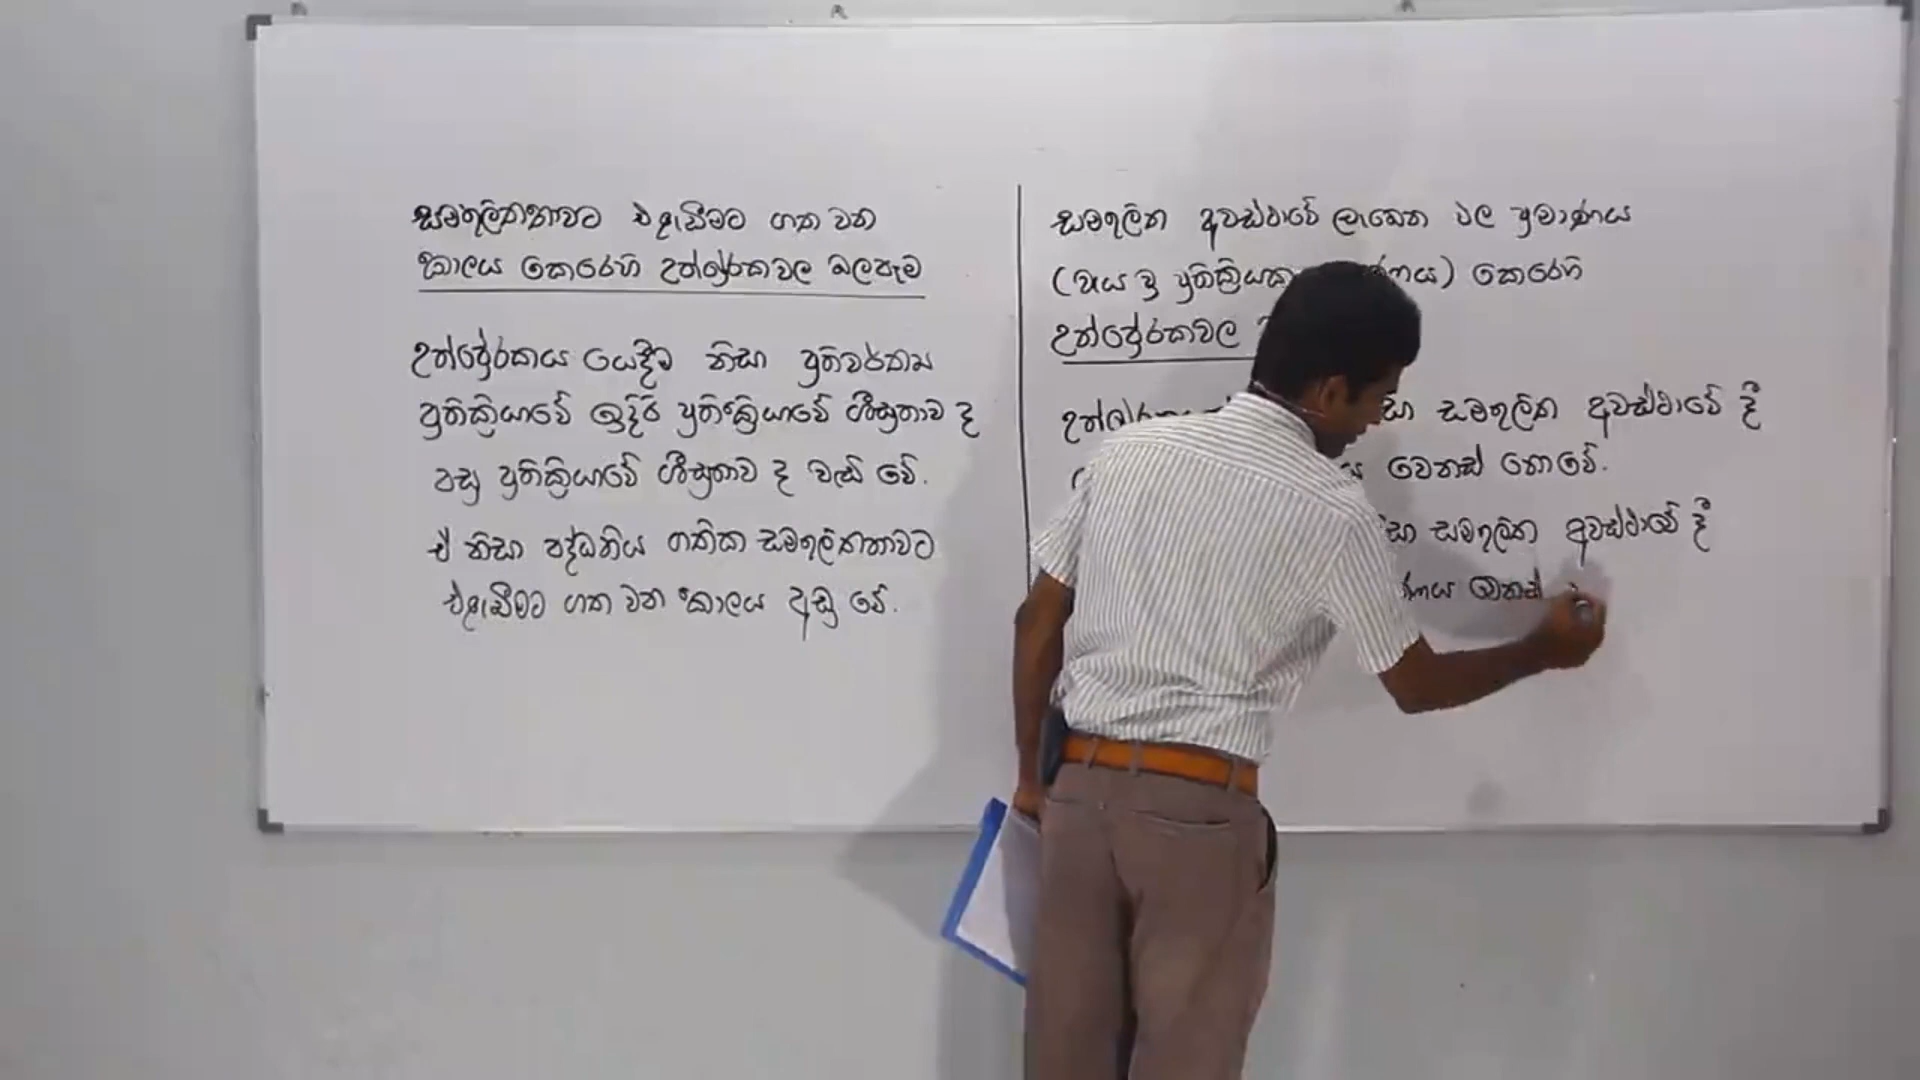 සමතුලිතතාවට එළැඹීමට ගත වන
කාලය කෙරෙහි උත්ප්‍රේරකවල බලපෑම
උත්ප්‍රේරකය යෙදීම නිසා ප්‍රතිවර්තා‍ය
ප්‍රතික්‍රියාවේ ඉදිරි ප්‍රතික්‍රියාවේ ශීඝ්‍රතාව ද
පසු ප්‍රතික්‍රියාවේ ශීඝ්‍රතාව ද වැඩි වේ.
ඒ නිසා පද්ධතිය ගතික සමතුලිතතාවට
එළැඹීමට ගත වන කාලය අඩු වේ.
සමතුලිත අවස්ථාවේ ලැබෙන ඵල ප්‍රමාණය
(වැය වූ කෙරෙහි
උත්ප්‍රේරකවල
සමතුලිත අවස්ථාවේ දී
වෙනස් නොවේ.
සමතුලිත අවස්ථාවේ දී
වෙනස්